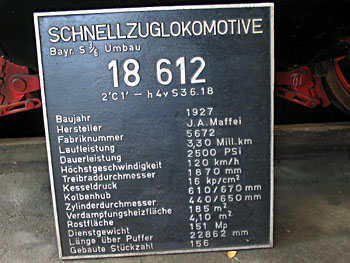 SCHNELLZUGLOKOMOTIVE
Bayr. S 3/6 Umbau
18 612
2'C1' – h4v S 3 6.18
Baujahr 1927
Hersteller J. A. Maffei
Fabriknummer 5672
Laufleistung 3,30 Mill. km
Dauerleistung 2500 PSi
Höchstgeschwindigkeit 120 km/h
Treibraddurchmesser 1870 mm
Kesseldruck 16 kp/cm²
Kolbenhub 610/670 mm
Zylinderdurchmesser 440/650 mm
Verdampfungsheizfläche 185 m²
Rostfläche 4,10 m²
Dienstgewicht 151 Mp
Länge über Puffer 22862 mm
Gebaute Stückzahl 156